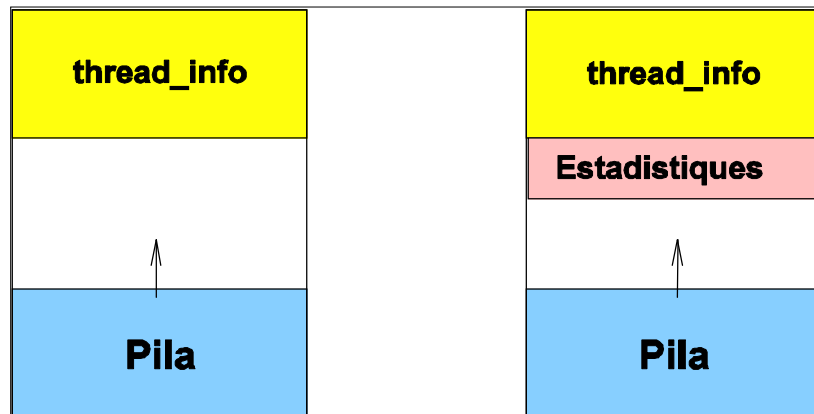 thread_info
thread_info
Estadistiques
Pila
Pila